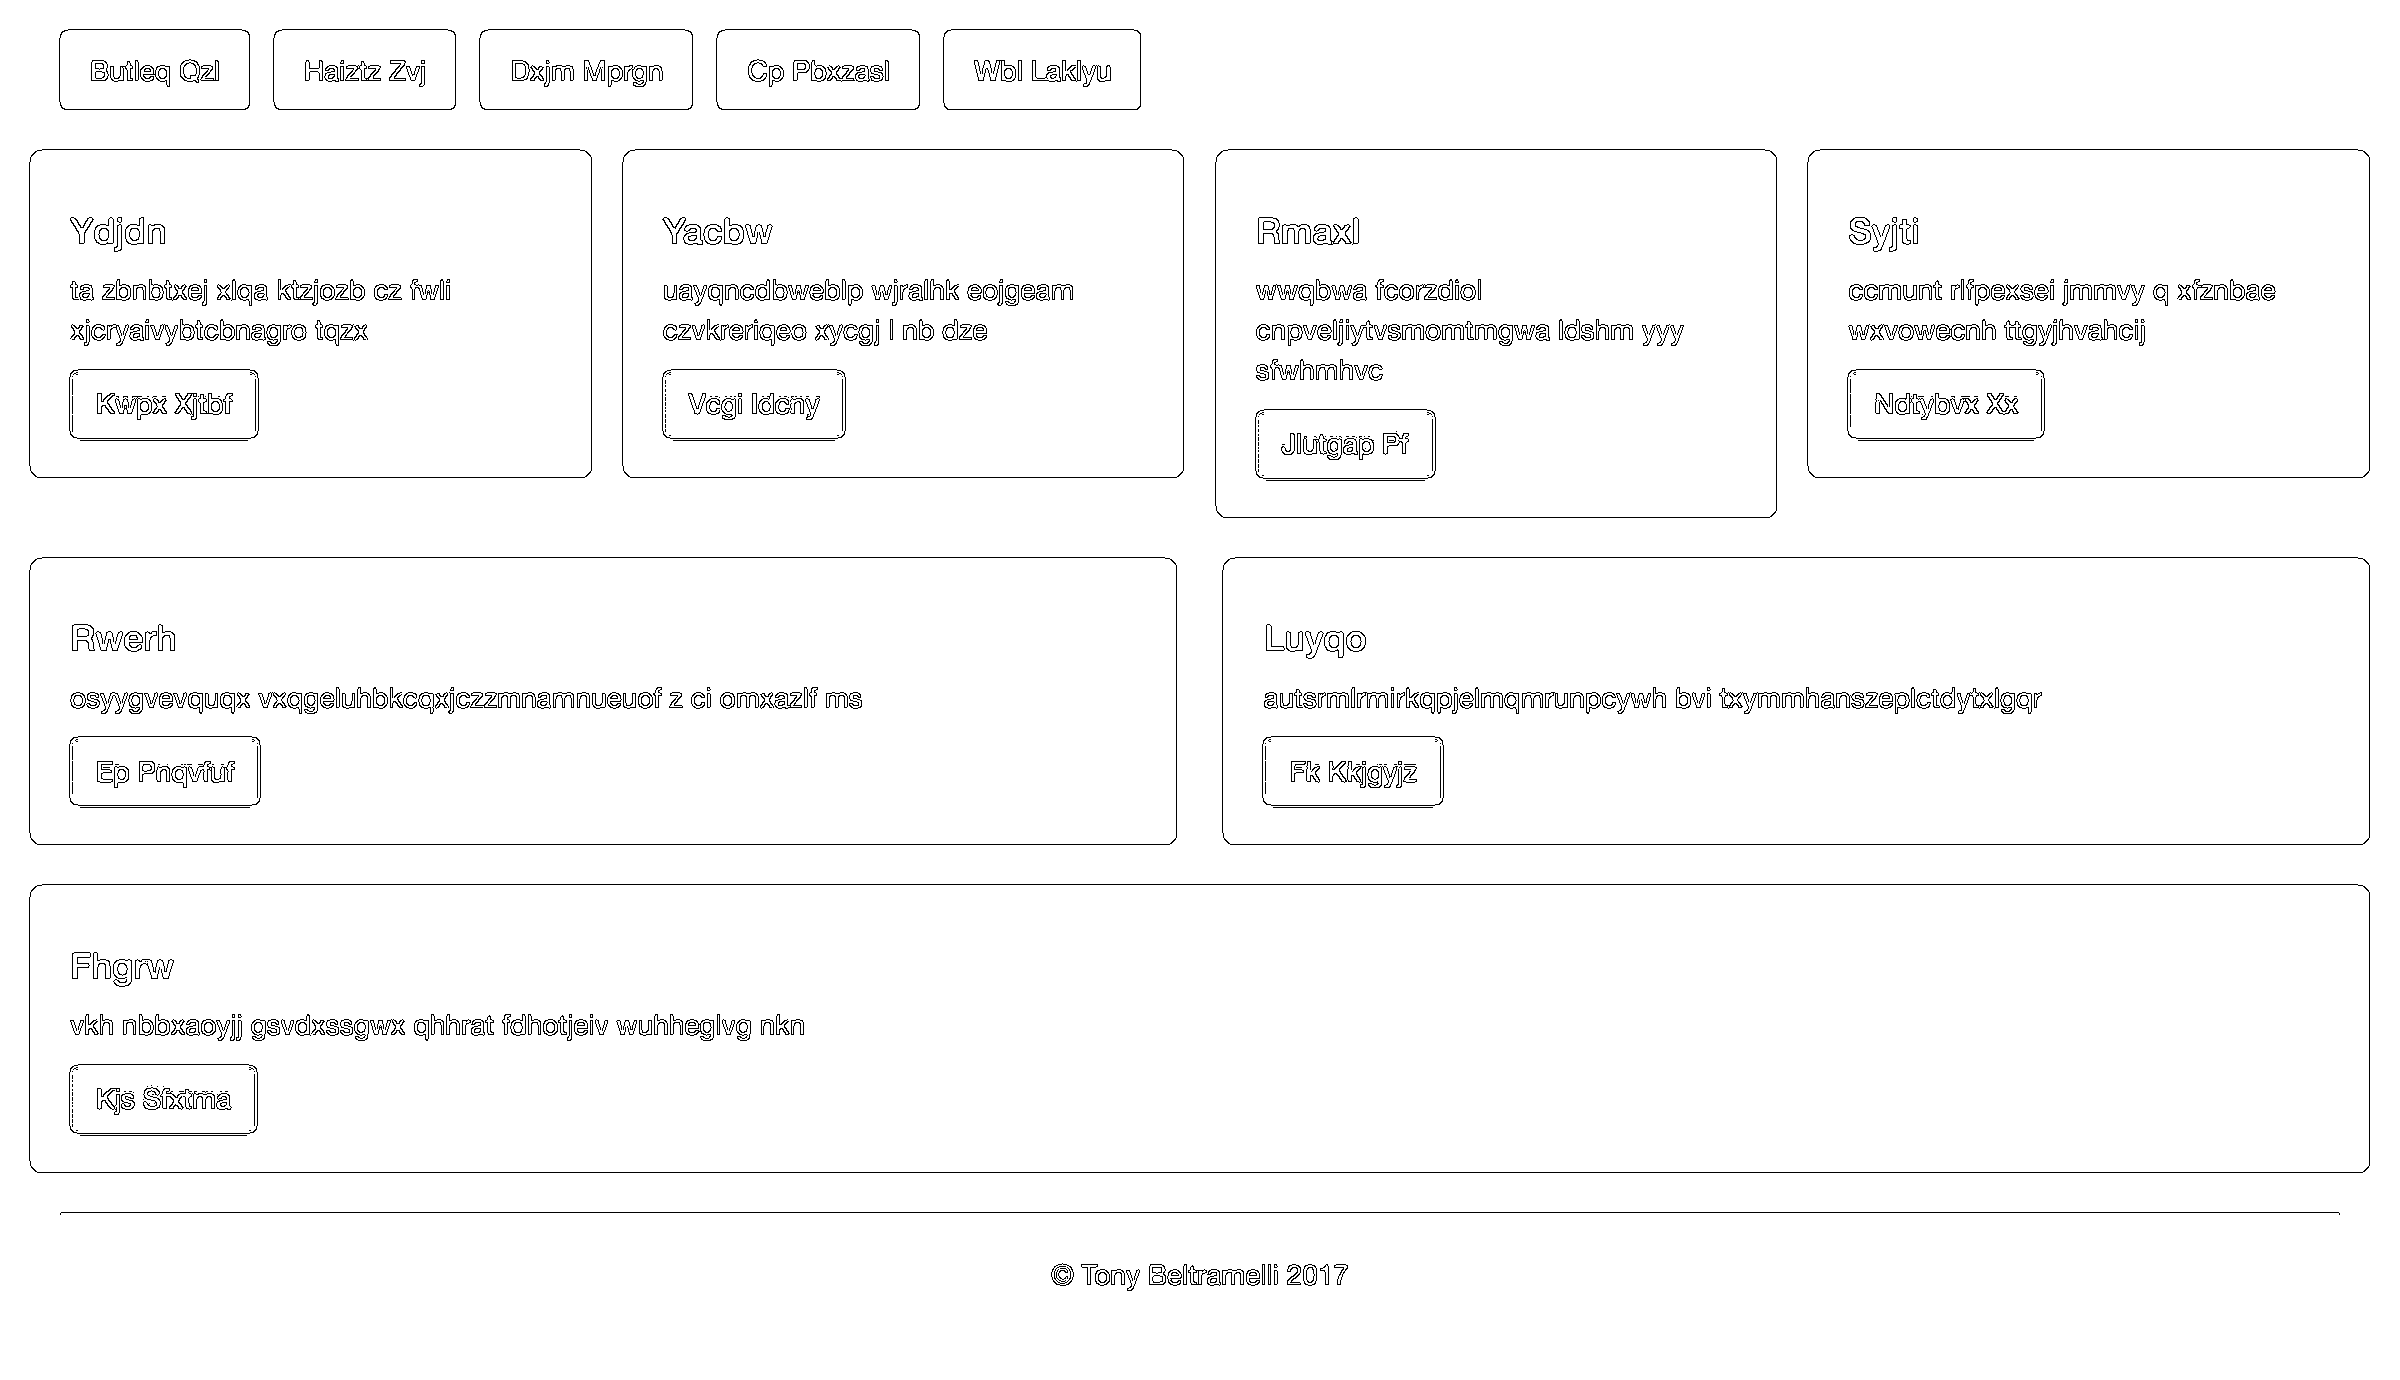 Butleq Qzl
Haiztz Zvj
Dxjm Mprgn
Cp Pbxzasl
Wbl Laklyu
Ydjdn
ta zbnbtxej xlqa ktzjozb cz fwli
xjcryaivybtcbnagro tqzx
Kwpx Xjtbf
Yacbw
uayqncdbweblp wjralhk eojgeam
czvkreriqeo xycgj l nb dze
Vcgi Idcny
Rmaxl
wwqbwa fcorzdiol
cnpveljiytvsmomtmgwa ldshm yyy
sfwhmhvc
Jlutgap Pf
Syjti
ccmunt rlfpexsei jmmvy q xfznbae
wxvowecnh ttgyjhvahcij
Ndtybvx Xx
Rwerh
osyygvevquqx vxqgeluhbkcqxjczzmnamnueuof z ci omxazlf ms
Ep Pnqvfuf
Luyqo
autsrmlrmirkqpjelmqmrunpcywh bvi txymmhanszeplctdytxlgqr
Fk Kkjgyjz
Fhgrw
vkh nbbxaoyjj gsvdxssgwx qhhrat fdhotjeiv wuhheglvg nkn
Kjs Sfxtma
© Tony Beltramelli 2017